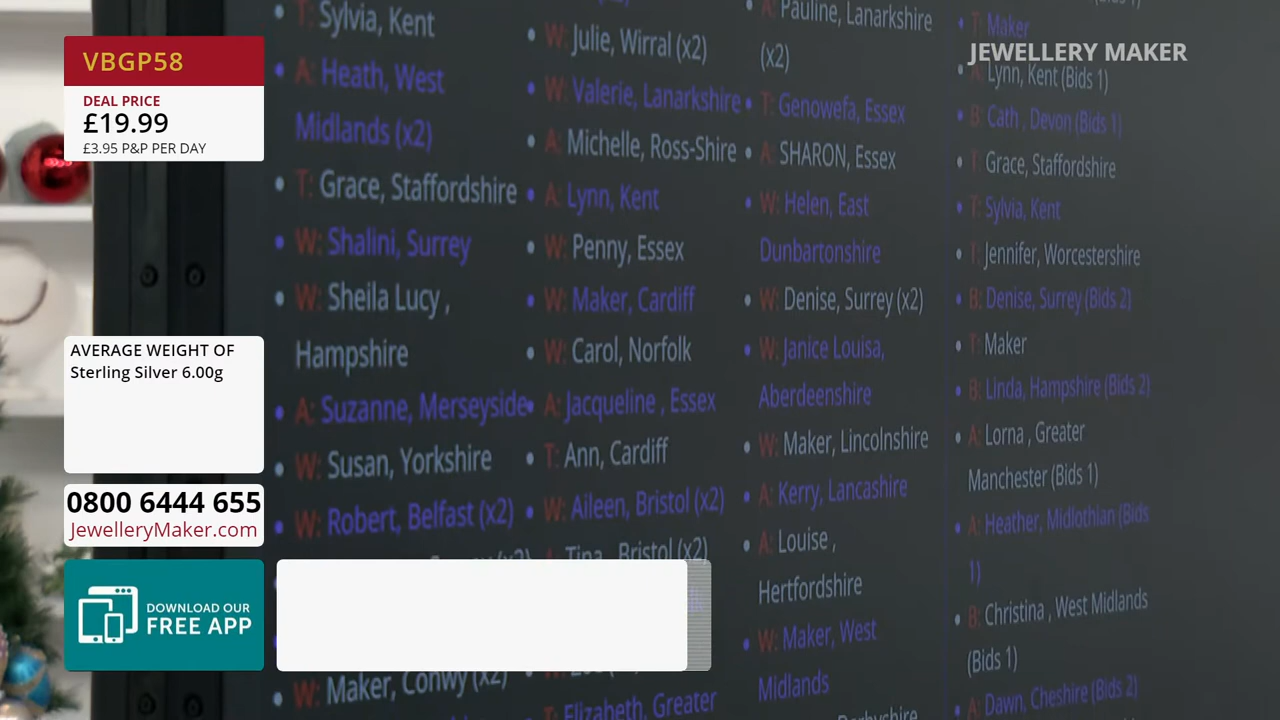 VBGP58
DEAL PRICE
£19.99
£3.95 P&P PER DAY
AVERAGE WEIGHT OF
Sterling Silver 6.00g
0800 6444 655
JewelleryMaker.com
DOWNLOAD OUR
FREE APP
T: Sylvia, Kent
A: Heath, West
Midlands (x2)
T: Grace, Staffordshire
W: Shalini, Surrey
W: Sheila Lucy ,
Hampshire
A: Suzanne, Merseyside
W: Susan, Yorkshire
W: Robert, Belfast (x2)
W: Maker, Conwy (x2)
W: Julie, Wirral (x2)
W: Valerie, Lanarkshire
A: Michelle, Ross-Shire
A: Lynn, Kent
W: Penny, Essex
W: Maker, Cardiff
W: Carol, Norfolk
A: Jacqueline , Essex
T: Ann, Cardiff
W: Aileen, Bristol (x2)
Tina , Bristol (x2)
T: Elizabeth, Greater
A: Pauline, Lanarkshire
(x2)
T: Genowefa, Essex
A: SHARON, Essex
W: Helen, East
Dunbartonshire
W: Denise, Surrey (x2)
W: Janice Louisa,
Aberdeenshire
W: Maker, Lincolnshire
A: Kerry, Lancashire
A: Louise ,
Hertfordshire
W: Maker, West
Midlands
JEWELLERY MAKER
T: Maker
A: Lynn, Kent (Bids 1)
B: Cath , Devon (Bids 1)
T: Grace, Staffordshire
T: Sylvia, Kent
T: Jennifer, Worcestershire
B: Denise, Surrey (Bids 2)
T: Maker
B: Linda, Hampshire (Bids 2)
A: Lorna , Greater
Manchester (Bids 1)
A: Heather, Midlothian (Bids
1)
B: Christina , West Midlands
(Bids 1)
A: Dawn, Cheshire (Bids 2)